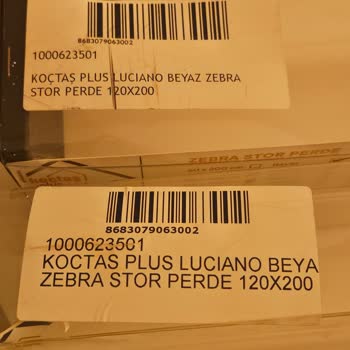 8683079063002
1000623501
KOÇTAŞ PLUS LUCIANO BEYAZ ZEBRA
STOR PERDE 120X200
ZEBRA STOR PERDE
koctas
8683079063002
1000623501
KOCTAS PLUS LUCIANO BEYA
ZEBRA STOR PERDE 120X200